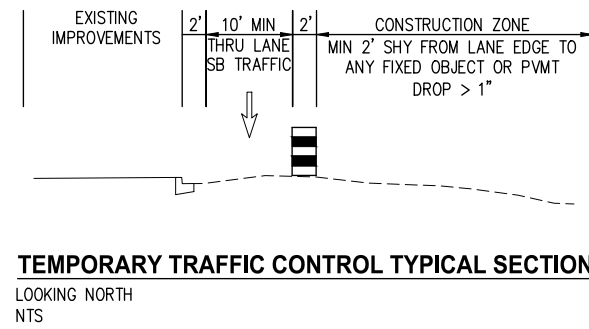 EXISTING
IMPROVEMENTS
2'
10' MIN
THRU LANE
SB TRAFFIC
2'
CONSTRUCTION ZONE
MIN 2' SHY FROM LANE EDGE TO
ANY FIXED OBJECT OR PVMT
DROP > 1"
TEMPORARY TRAFFIC CONTROL TYPICAL SECTION
LOOKING NORTH
NTS